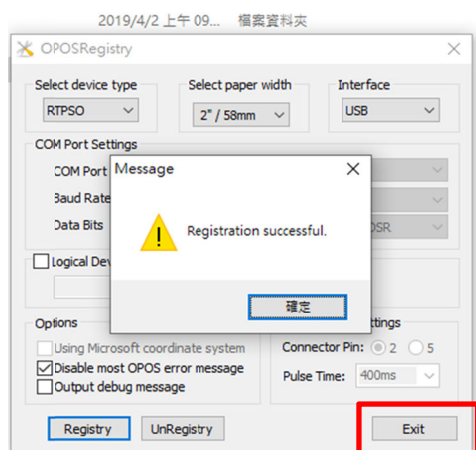 2019/4/2 上午 09... 檔案資料夾
OPOSRegistry
Select device type Select paper width Interface
RTPSO 2" / 58mm USB
COM Port Settings
COM Port
Message
Baud Rate
Data Bits
DSR
Registration successful.
Logical Dev
確定
Options ttings
Using Microsoft coordinate system Connector Pin: 2 5
Disable most OPOS error message
Pulse Time: 400ms
Output debug message
Registry UnRegistry Exit